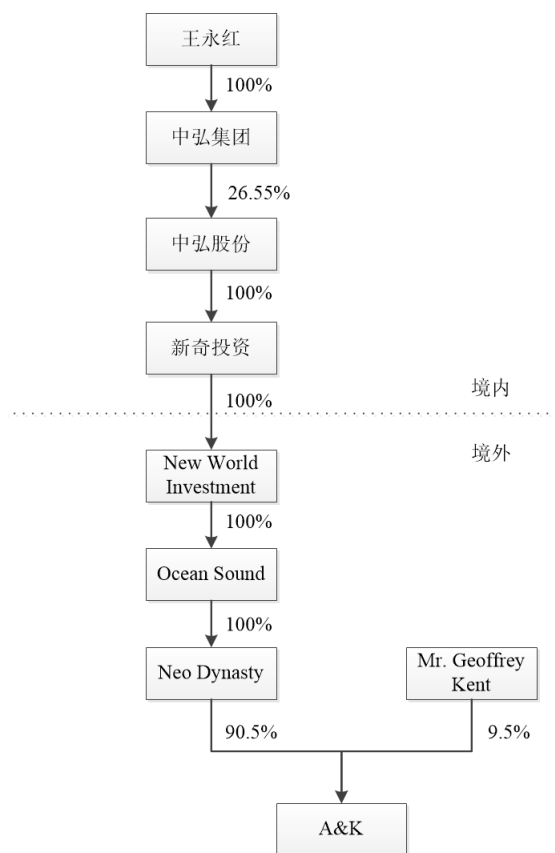 王永红
100%
中弘集团
26.55%
中弘股份
100%
新奇投资
境内
100%
境外
New World
Investment
100%
Ocean Sound
100%
Neo Dynasty
Mr. Geoffrey
Kent
90.5%
9.5%
A&K